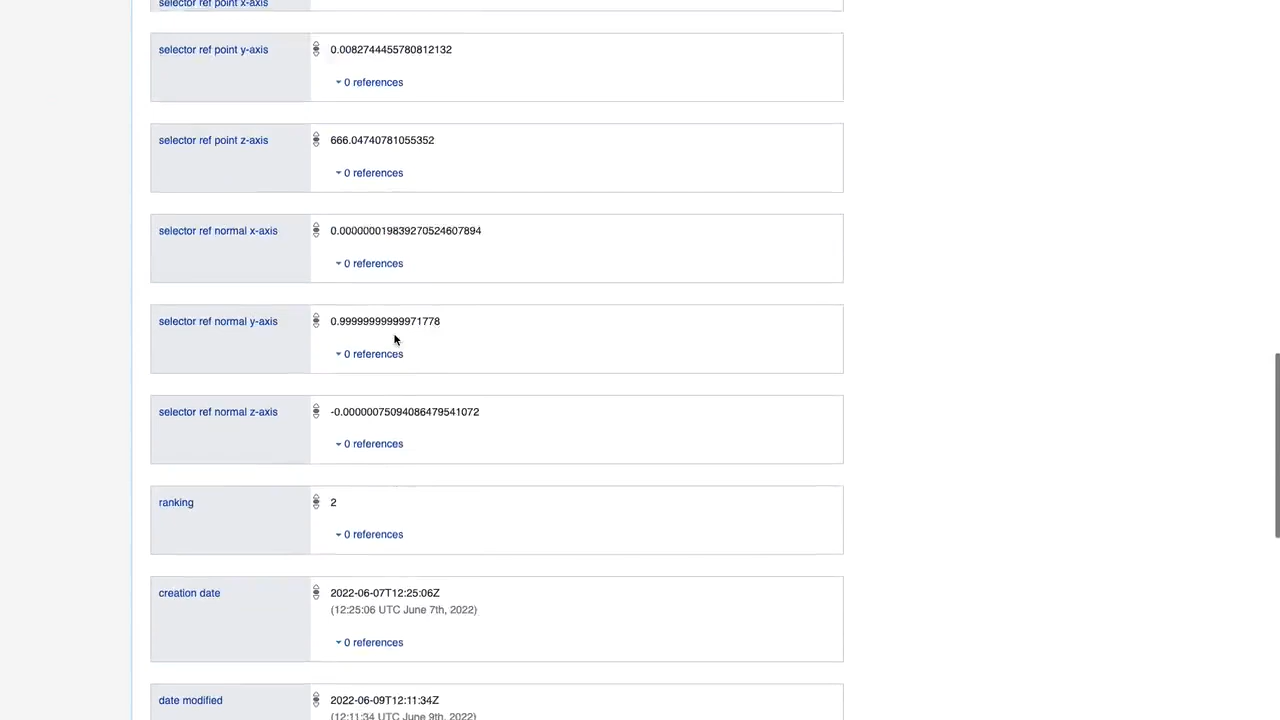 selector ref point x-axis
selector ref point y-axis
0.0082744455780812132
0 references
selector ref point z-axis
666.04740781055352
0 references
selector ref normal x-axis
0.000000019839270524607894
0 references
selector ref normal y-axis
0.99999999999971778
0 references
selector ref normal z-axis
-0.00000075094086479541072
0 references
ranking
2
0 references
creation date
2022-06-07T12:25:06Z
(12:25:06 UTC June 7th, 2022)
0 references
date modified
2022-06-09T12:11:34Z
(12:11:34 UTC June 9th, 2022)